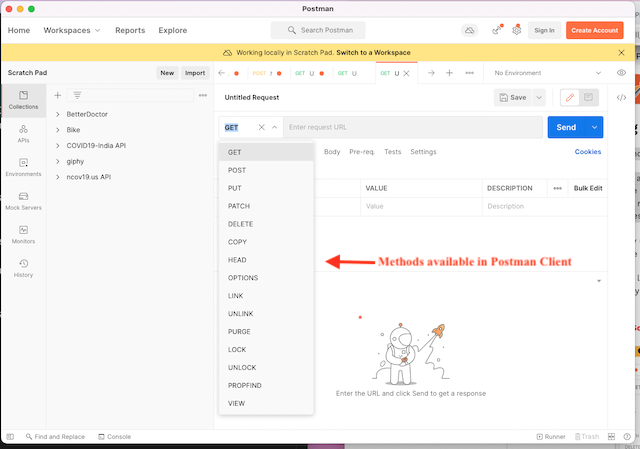 Postman
Home Workspaces Reports Explore Search Postman Sign In Create Account
Working locally in Scratch Pad. Switch to a Workspace
Scratch Pad New Import
POST GET U GET U GET U No Environment
Collections
APIs
Environments
Mock Servers
Monitors
History
BetterDoctor
Bike
COVID19-india API
giphy
ncov19.us API
Untitled Request Save
GET Enter request URL Send
Body Pre-req. Tests Settings Cookies
VALUE DESCRIPTION Bulk Edit
Value Description
GET
POST
PUT
PATCH
DELETE
COPY
HEAD
OPTIONS
LINK
UNLINK
PURGE
LOCK
UNLOCK
PROPFIND
VIEW
Methods available in Postman Client
Enter the URL and click Send to get a response
Find and Replace Console Runner Trash